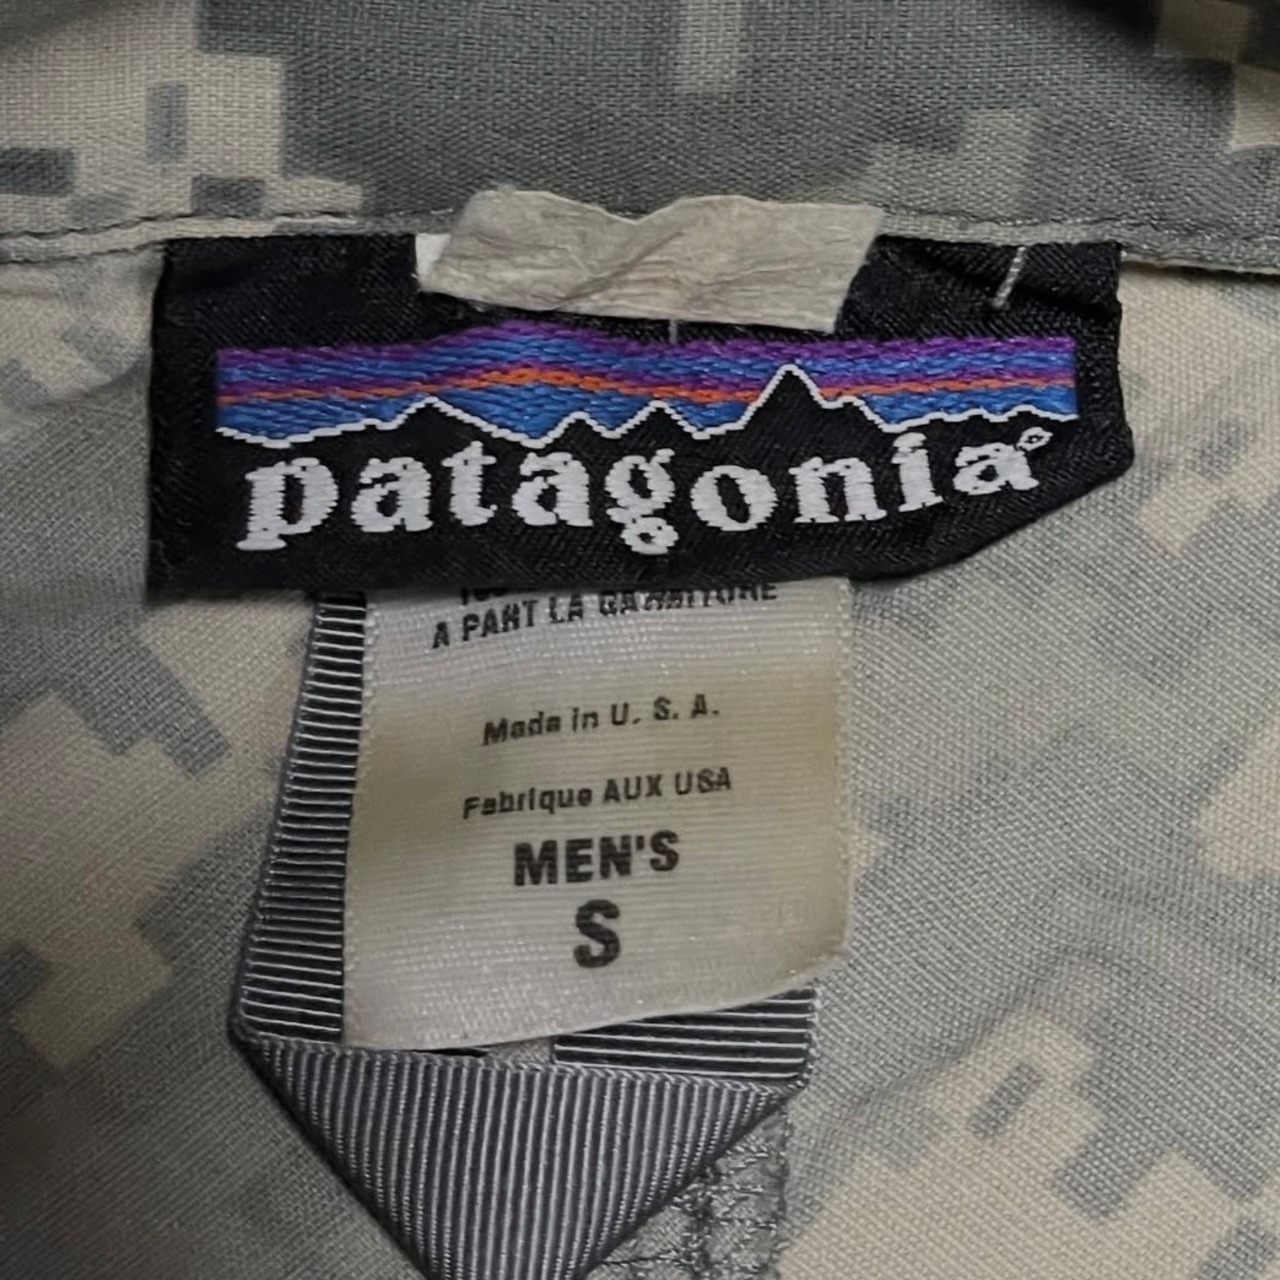 patagonia®
A PART LA GARNITURE
Made in U. S. A.
Fabrique AUX USA
MEN'S
S